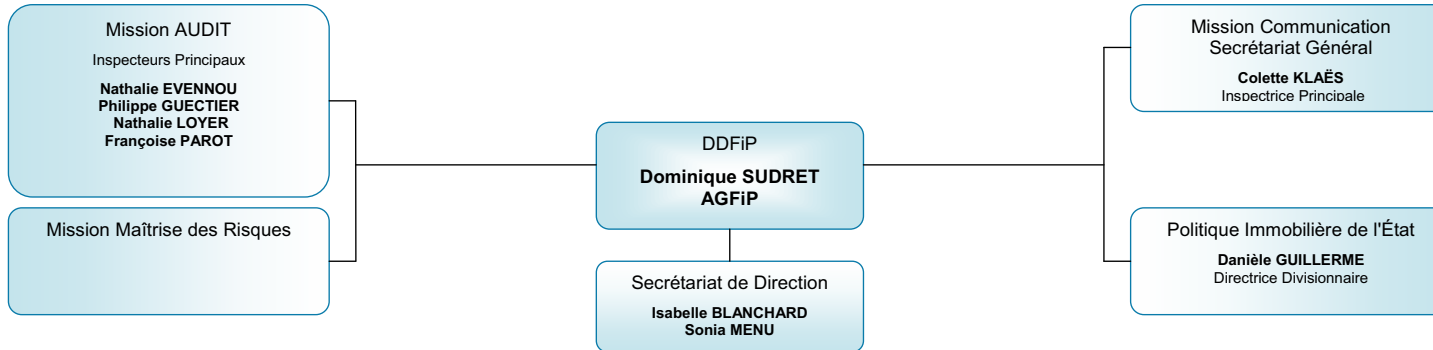 Mission AUDIT
Inspecteurs Principaux
Nathalie EVENNOU
Philippe GUECTIER
Nathalie LOYER
Françoise PAROT
Mission Maîtrise des Risques
DDFiP
Dominique SUDRET
AGFiP
Secrétariat de Direction
Isabelle BLANCHARD
Sonia MENU
Mission Communication
Secrétariat Général
Colette KLAËS
Inspectrice Principale
Politique Immobilière de l'État
Danièle GUILLERME
Directrice Divisionnaire